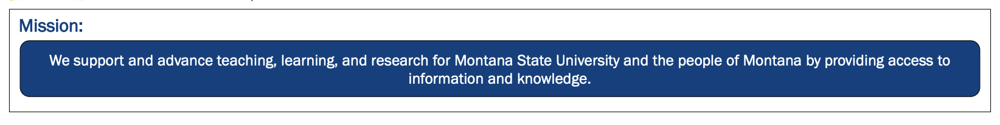 Mission:
We support and advance teaching, learning, and research for Montana State University and the people of Montana by providing access to
information and knowledge.